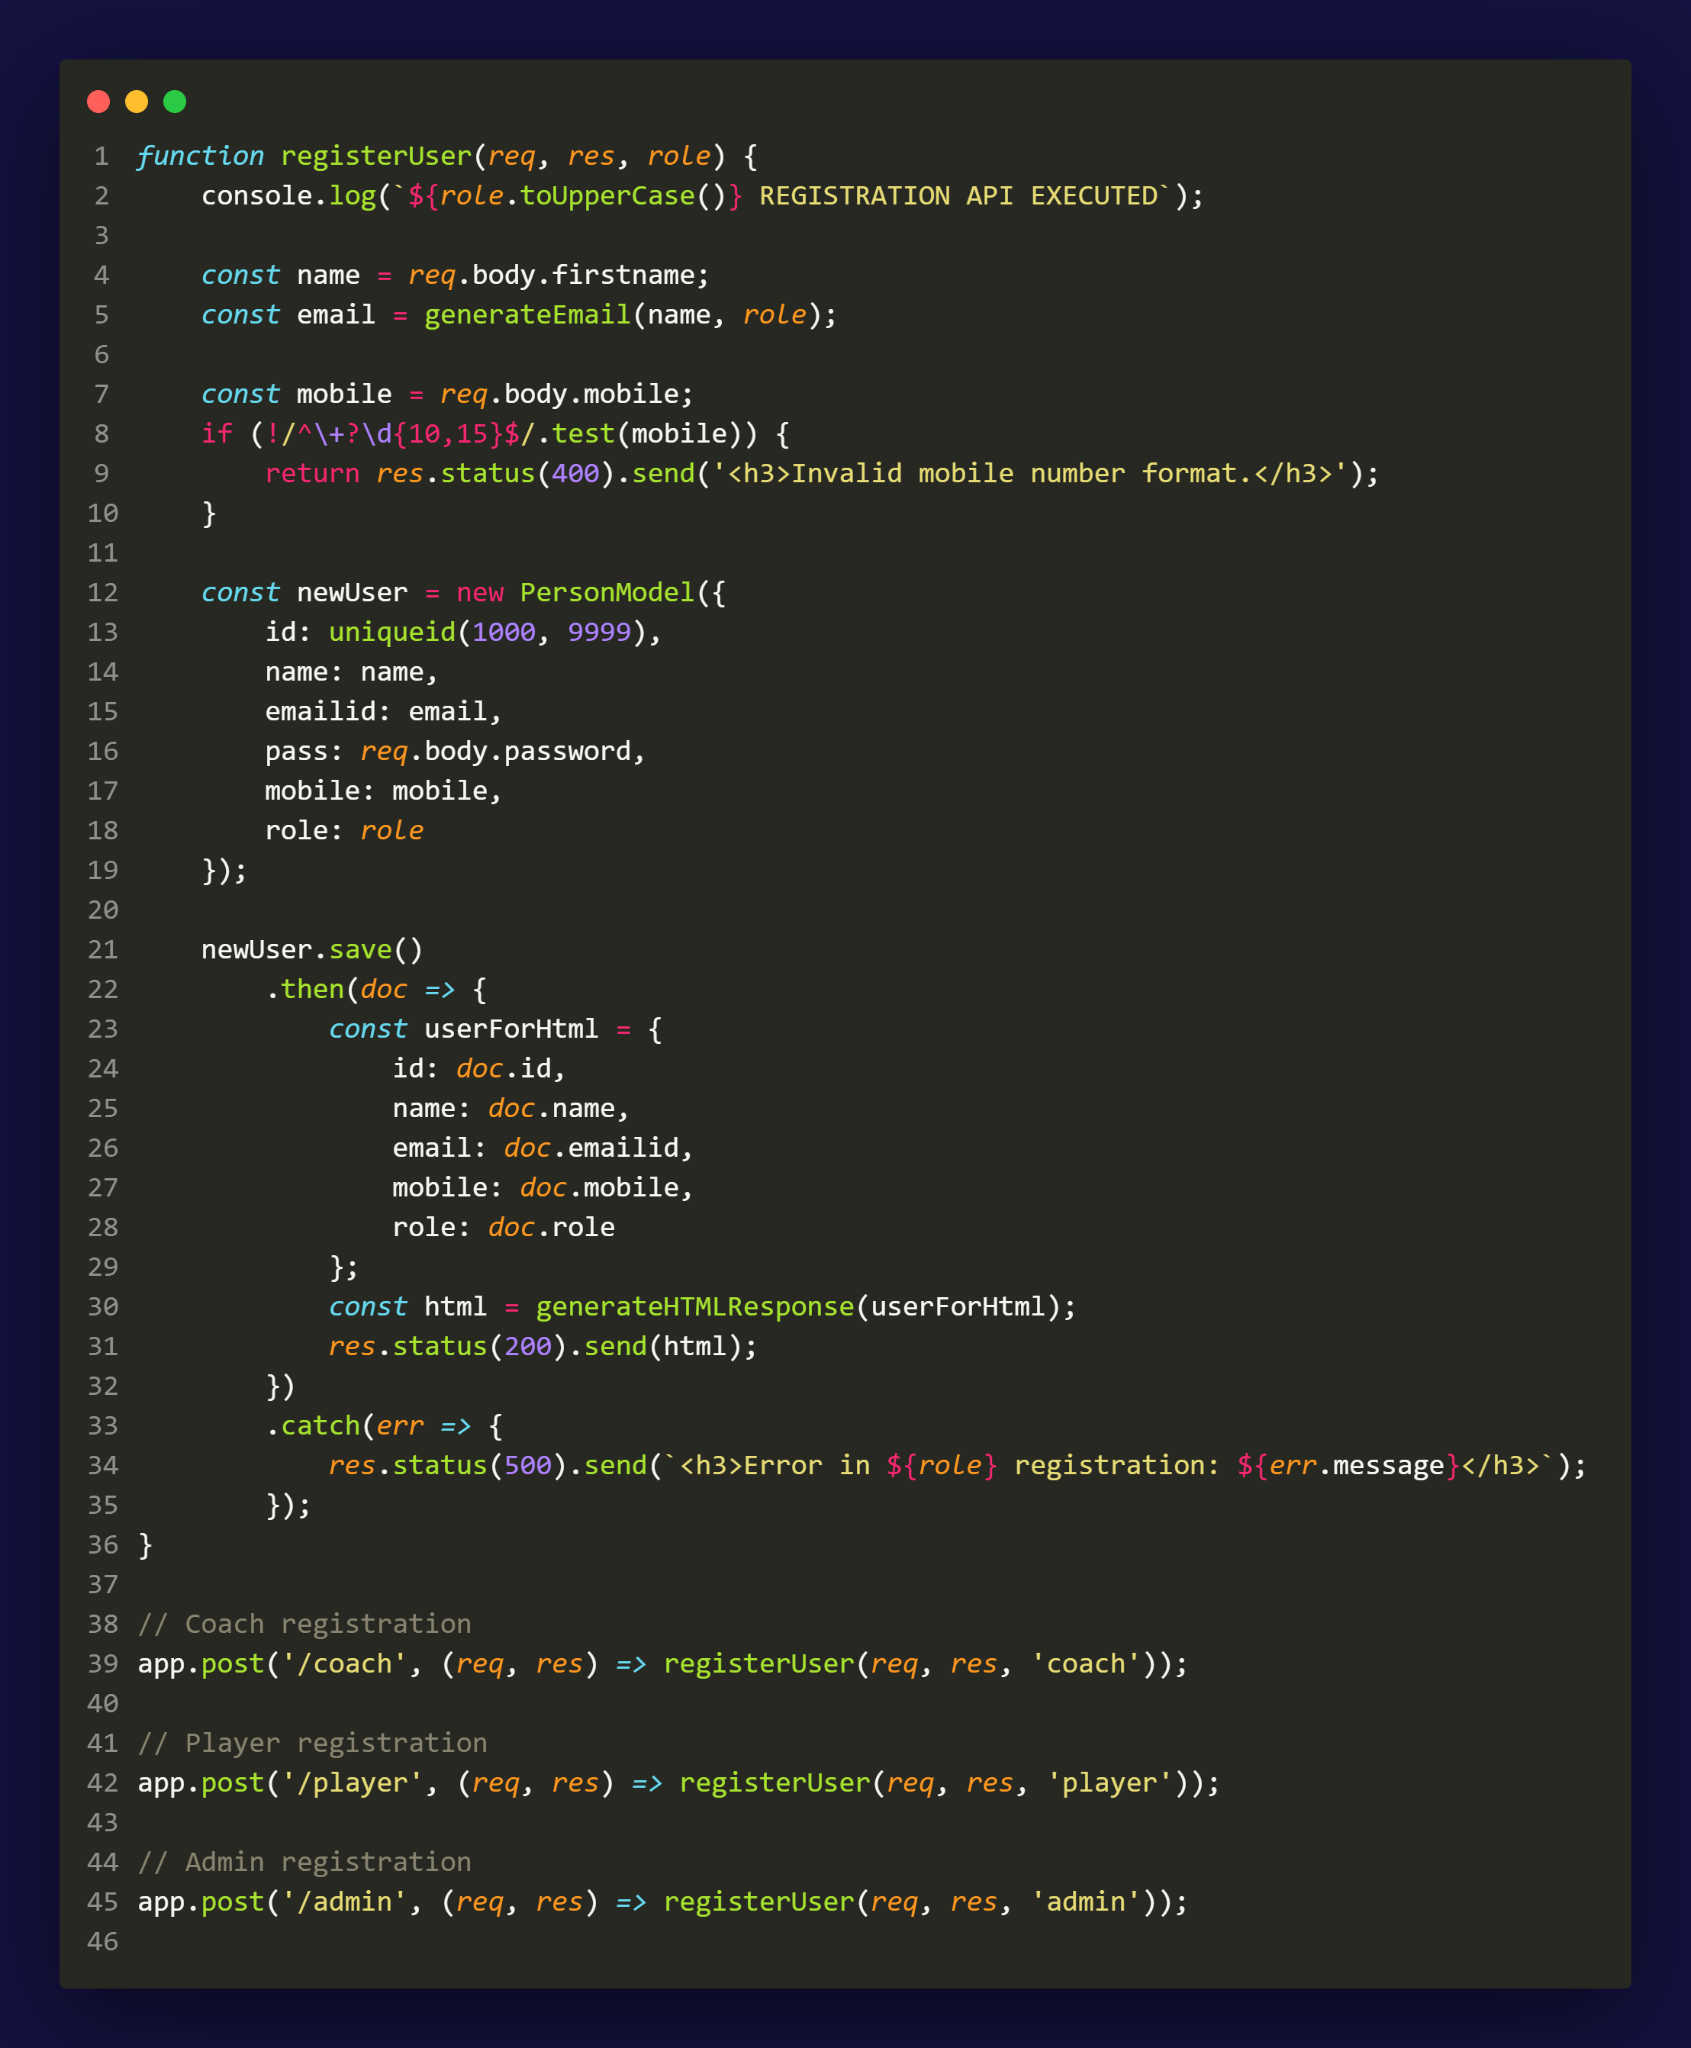 1 function registerUser(req, res, role) {
2     console.log(`${role.toUpperCase()} REGISTRATION API EXECUTED`);
3
4     const name = req.body.firstname;
5     const email = generateEmail(name, role);
6
7     const mobile = req.body.mobile;
8     if (!/^\+?\d{10,15}$/.test(mobile)) {
9         return res.status(400).send('<h3>Invalid mobile number format.</h3>');
10     }
11
12     const newUser = new PersonModel({
13         id: uniqueid(1000, 9999),
14         name: name,
15         emailid: email,
16         pass: req.body.password,
17         mobile: mobile,
18         role: role
19     });
20
21     newUser.save()
22         .then(doc => {
23             const userForHtml = {
24                 id: doc.id,
25                 name: doc.name,
26                 email: doc.emailid,
27                 mobile: doc.mobile,
28                 role: doc.role
29             };
30             const html = generateHTMLResponse(userForHtml);
31             res.status(200).send(html);
32         })
33         .catch(err => {
34             res.status(500).send(`<h3>Error in ${role} registration: ${err.message}</h3>`);
35         });
36 }
37
38 // Coach registration
39 app.post('/coach', (req, res) => registerUser(req, res, 'coach'));
40
41 // Player registration
42 app.post('/player', (req, res) => registerUser(req, res, 'player'));
43
44 // Admin registration
45 app.post('/admin', (req, res) => registerUser(req, res, 'admin'));
46